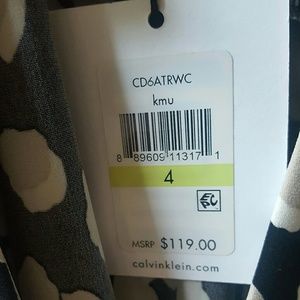 CD6ATRWC
kmu
8 89609 11317 1
4
MSRP $119.00
calvinklein.com